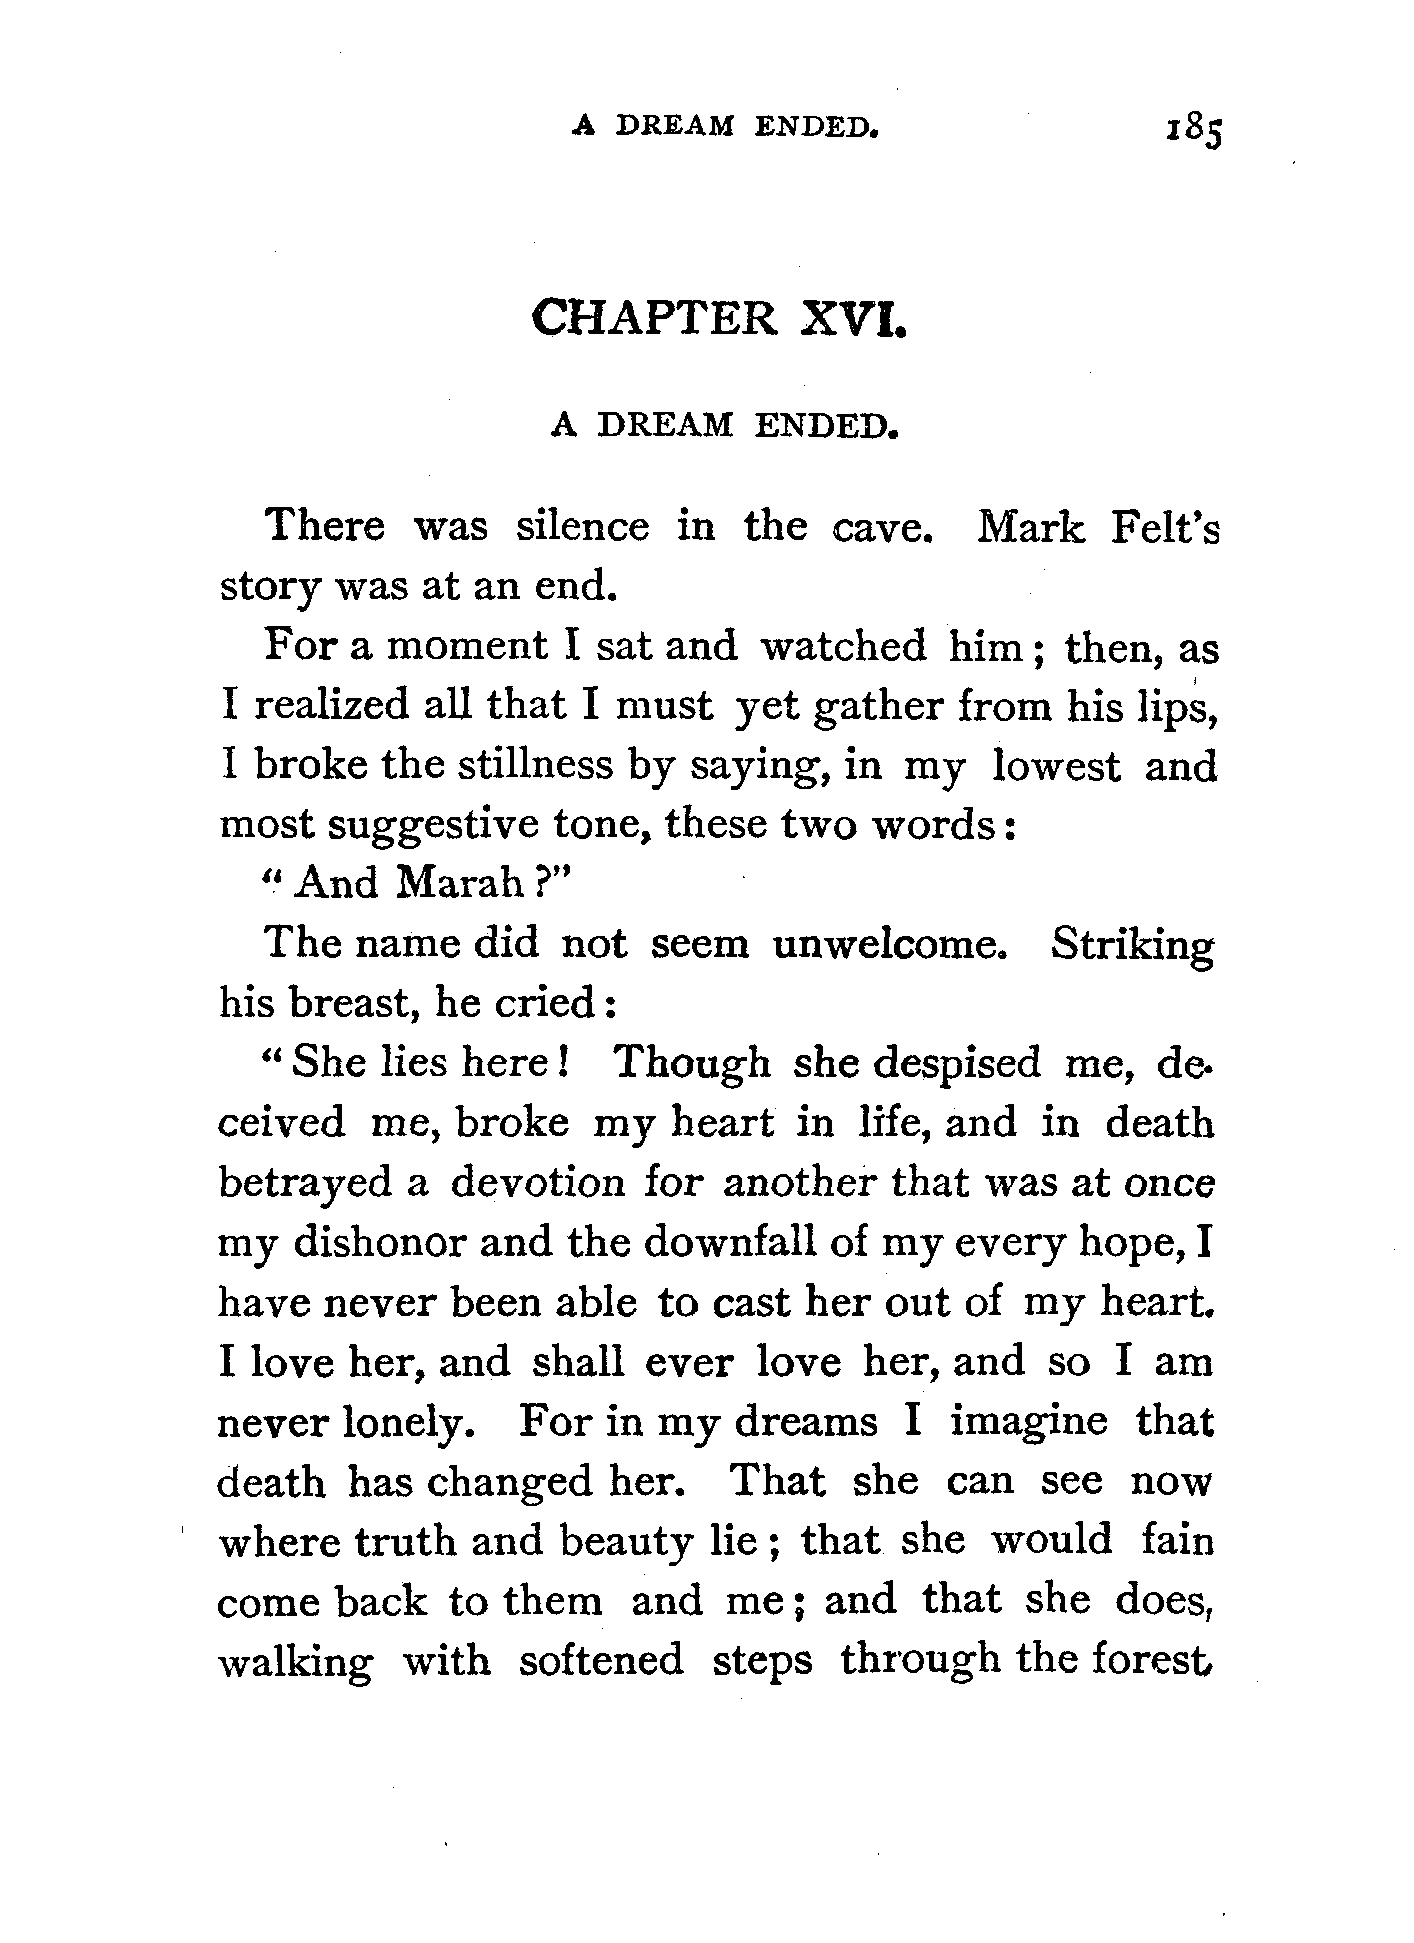 A DREAM ENDED. 185
CHAPTER XVI.
A DREAM ENDED.
There was silence in the cave. Mark Felt's
story was at an end.
For a moment I sat and watched him; then, as
I realized all that I must yet gather from his lips,
I broke the stillness by saying, in my lowest and
most suggestive tone, these two words:
"And Marah?"
The name did not seem unwelcome. Striking
his breast, he cried:
"She lies here! Though she despised me, de-
ceived me, broke my heart in life, and in death
betrayed a devotion for another that was at once
my dishonor and the downfall of my every hope, I
have never been able to cast her out of my heart.
I love her, and shall ever love her, and so I am
never lonely. For in my dreams I imagine that
death has changed her. That she can see now
where truth and beauty lie; that she would fain
come back to them and me; and that she does,
walking with softened steps through the forest,